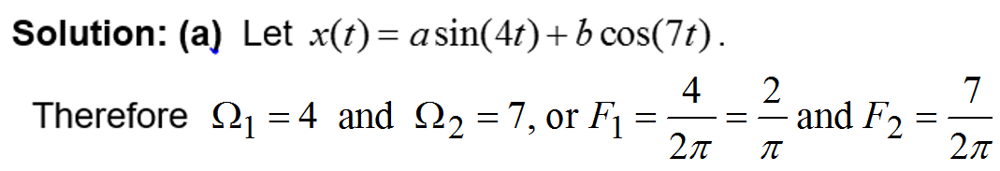 Solution: (a) Let x(t) = a sin(4t) + b cos(7t).
Therefore Ω₁ = 4 and Ω₂ = 7, or F₁ = 4/2π = 2/π and F₂ = 7/2π